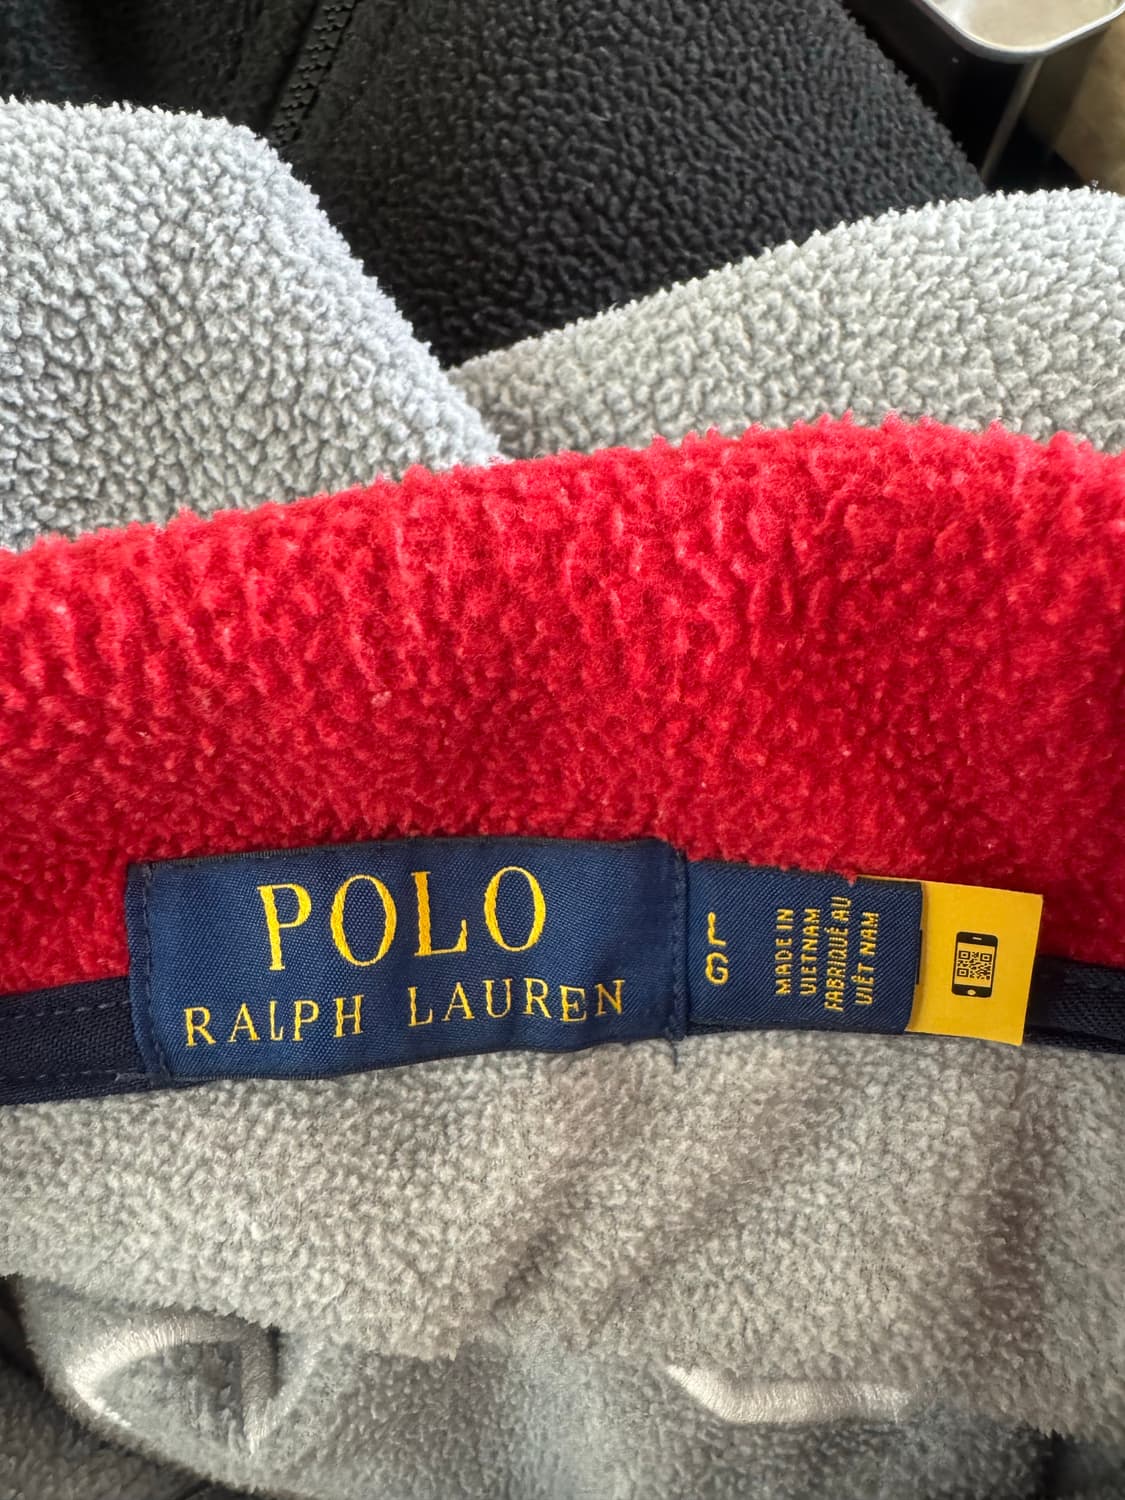 POLO
RALPH LAUREN
L
G
MADE IN
VIETNAM
FABRIQUÉ AU
VIÊT NAM